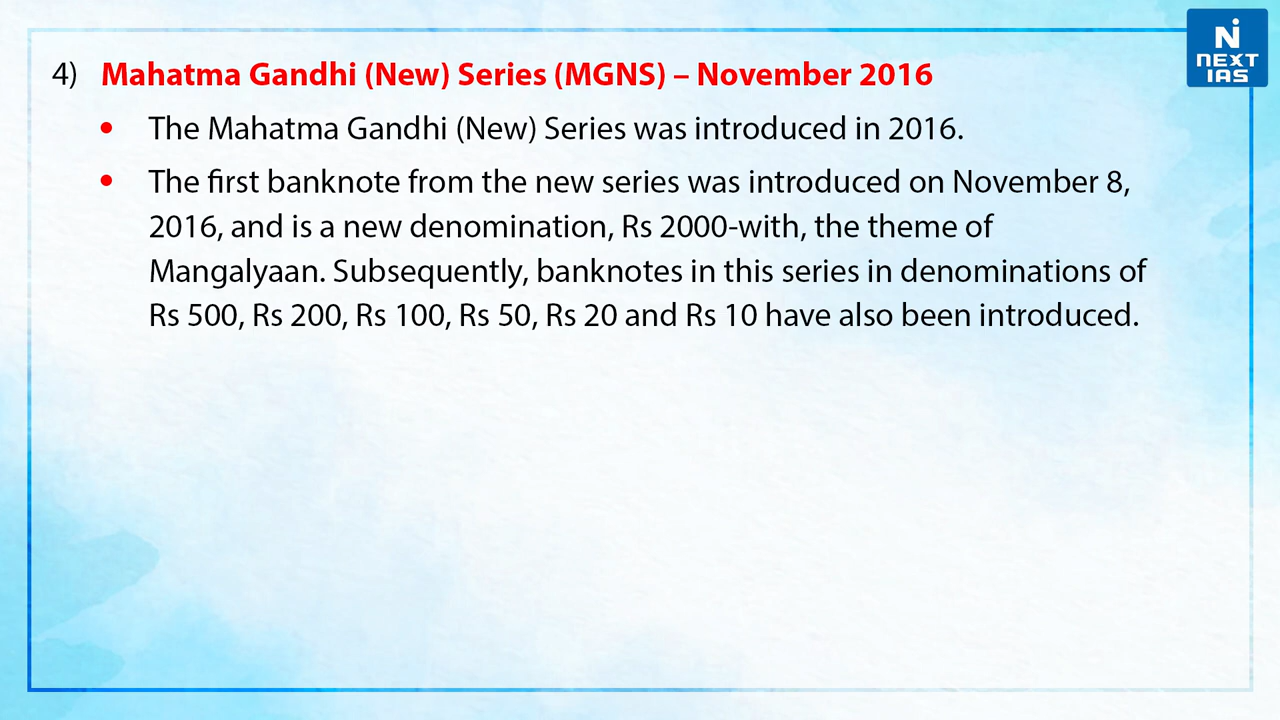 4) Mahatma Gandhi (New) Series (MGNS) – November 2016
NEXT
IAS
• The Mahatma Gandhi (New) Series was introduced in 2016.
• The first banknote from the new series was introduced on November 8,
2016, and is a new denomination, Rs 2000-with, the theme of
Mangalyaan. Subsequently, banknotes in this series in denominations of
Rs 500, Rs 200, Rs 100, Rs 50, Rs 20 and Rs 10 have also been introduced.